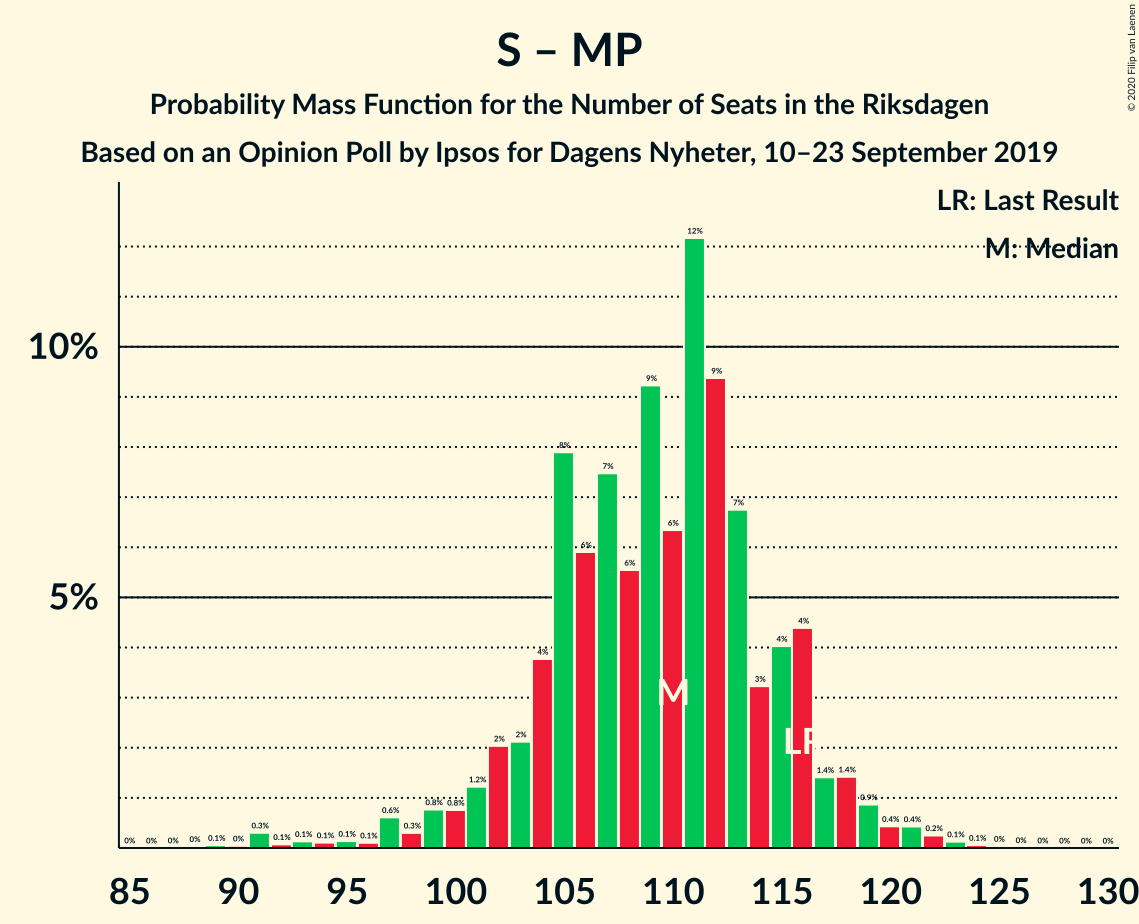 S – MP
Probability Mass Function for the Number of Seats in the Riksdagen
Based on an Opinion Poll by Ipsos for Dagens Nyheter, 10–23 September 2019
© 2020 Filip van Laenen
LR: Last Result
M: Median
10%
5%
0% 0% 0% 0% 0.1% 0% 0.3% 0.1% 0.1% 0.1% 0.1% 0.1% 0.6% 0.3% 0.8% 0.8% 1.2% 2% 2% 4% 8% 6% 7% 6% 9% 6% 12% 9% 7% 3% 4% 4% 1.4% 1.4% 0.9% 0.4% 0.4% 0.2% 0.1% 0.1% 0% 0% 0% 0% 0% 0%
M
LR
85 90 95 100 105 110 115 120 125 130